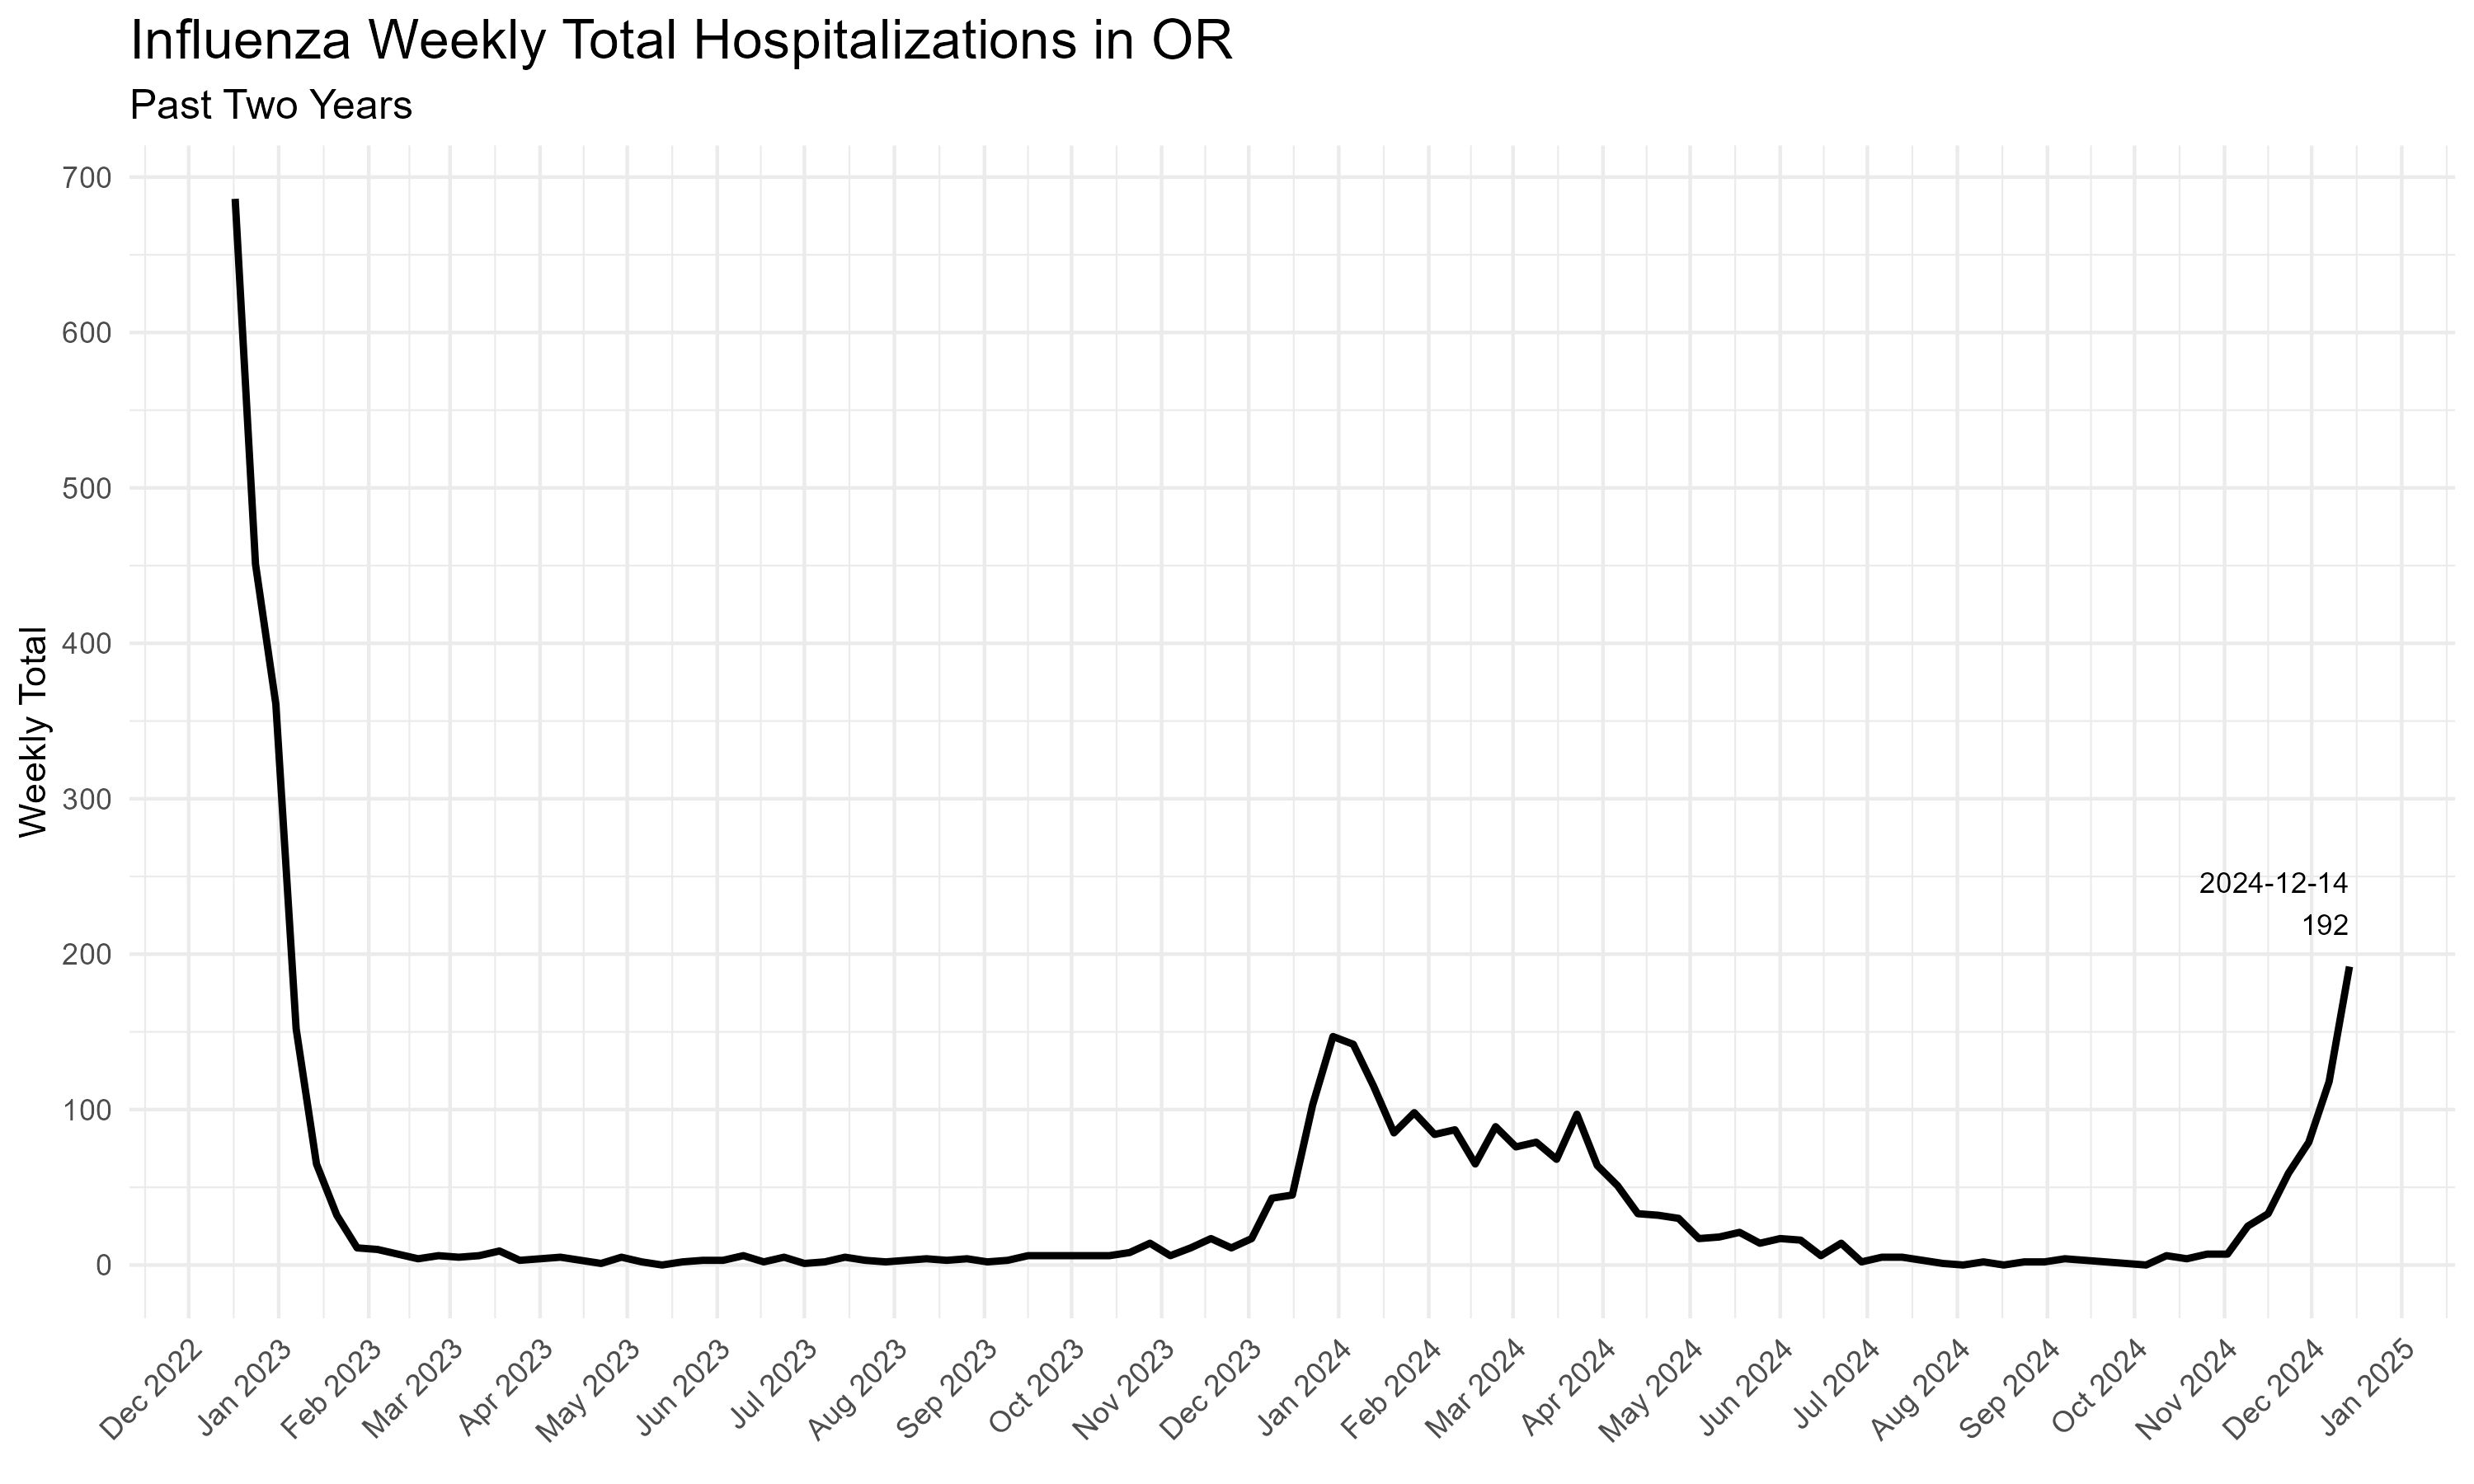 Influenza Weekly Total Hospitalizations in OR
Past Two Years
Weekly Total
700
600
500
400
300
200
100
0
2024-12-14
192
Dec 2022
Jan 2023
Feb 2023
Mar 2023
Apr 2023
May 2023
Jun 2023
Jul 2023
Aug 2023
Sep 2023
Oct 2023
Nov 2023
Dec 2023
Jan 2024
Feb 2024
Mar 2024
Apr 2024
May 2024
Jun 2024
Jul 2024
Aug 2024
Sep 2024
Oct 2024
Nov 2024
Dec 2024
Jan 2025